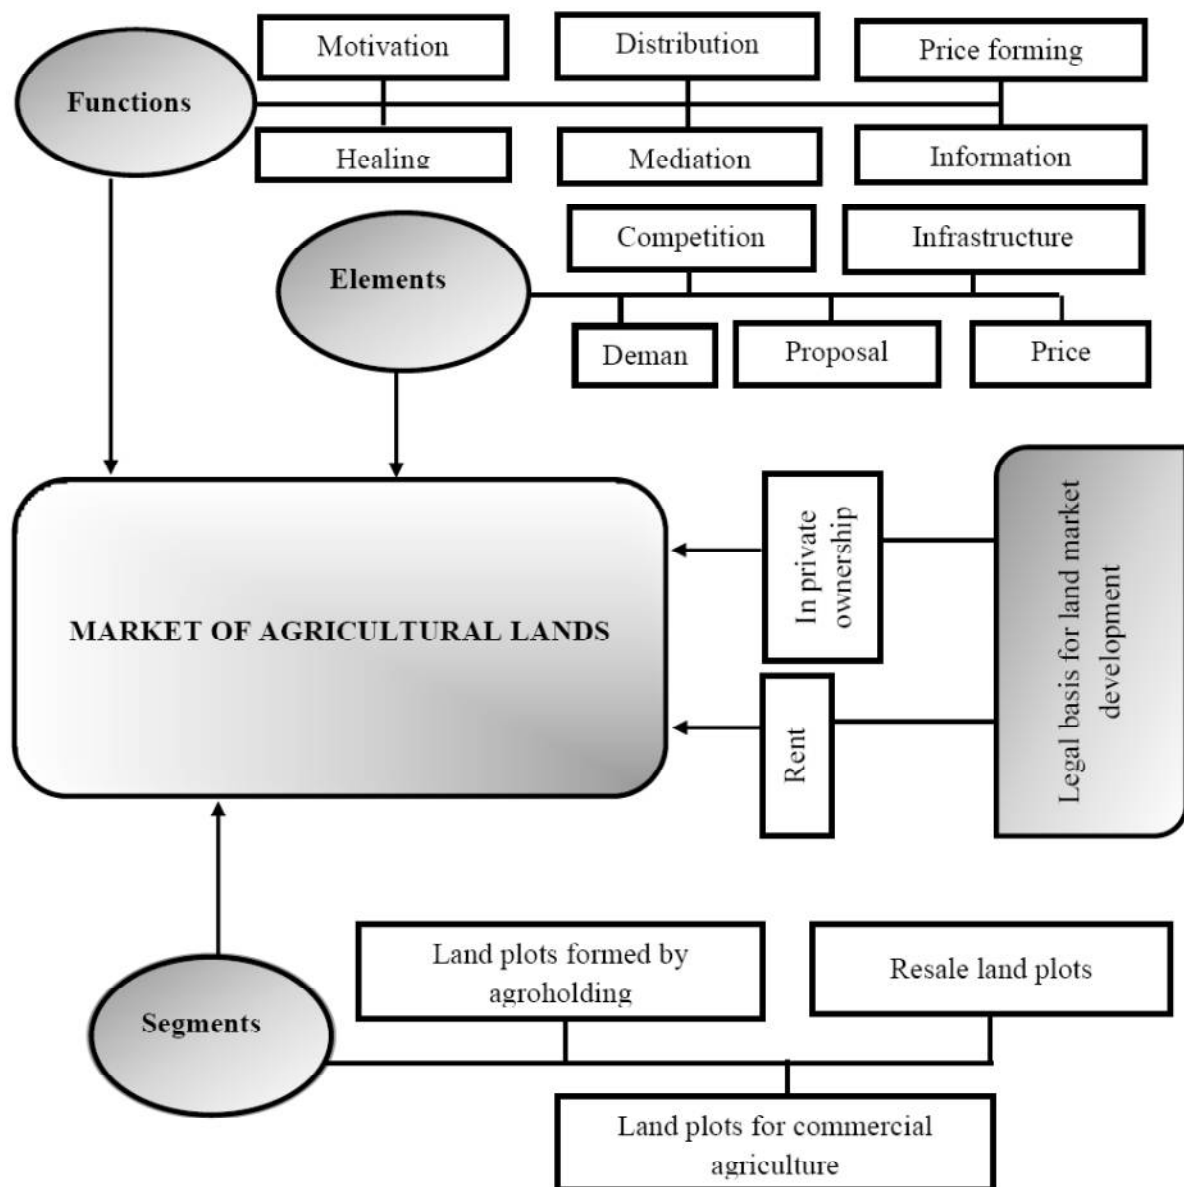 Motivation
Distribution
Price forming
Functions
Healing
Mediation
Information
Competition
Infrastructure
Elements
Deman
Proposal
Price
MARKET OF AGRICULTURAL LANDS
In private
ownership
Rent
Legal basis for land market
development
Land plots formed by
agroholding
Resale land plots
Segments
Land plots for commercial
agriculture